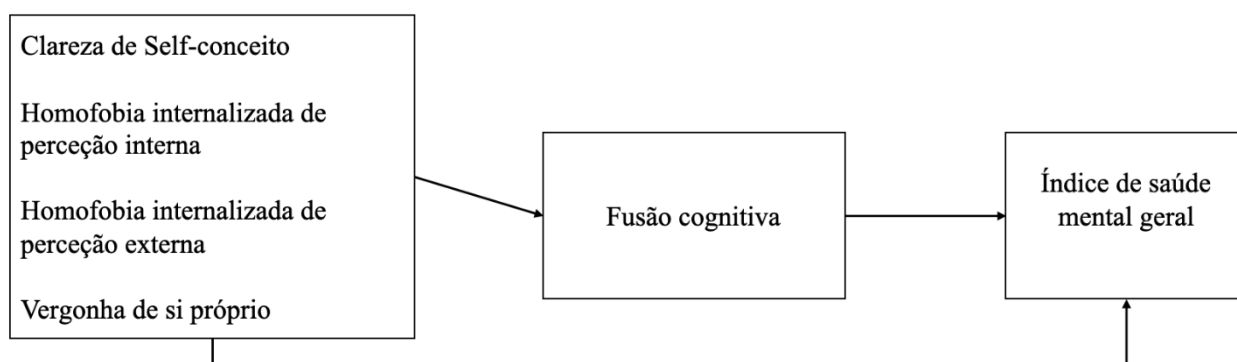 Clareza de Self-conceito
Homofobia internalizada de
perceção interna
Homofobia internalizada de
perceção externa
Vergonha de si próprio
Fusão cognitiva
Índice de saúde
mental geral